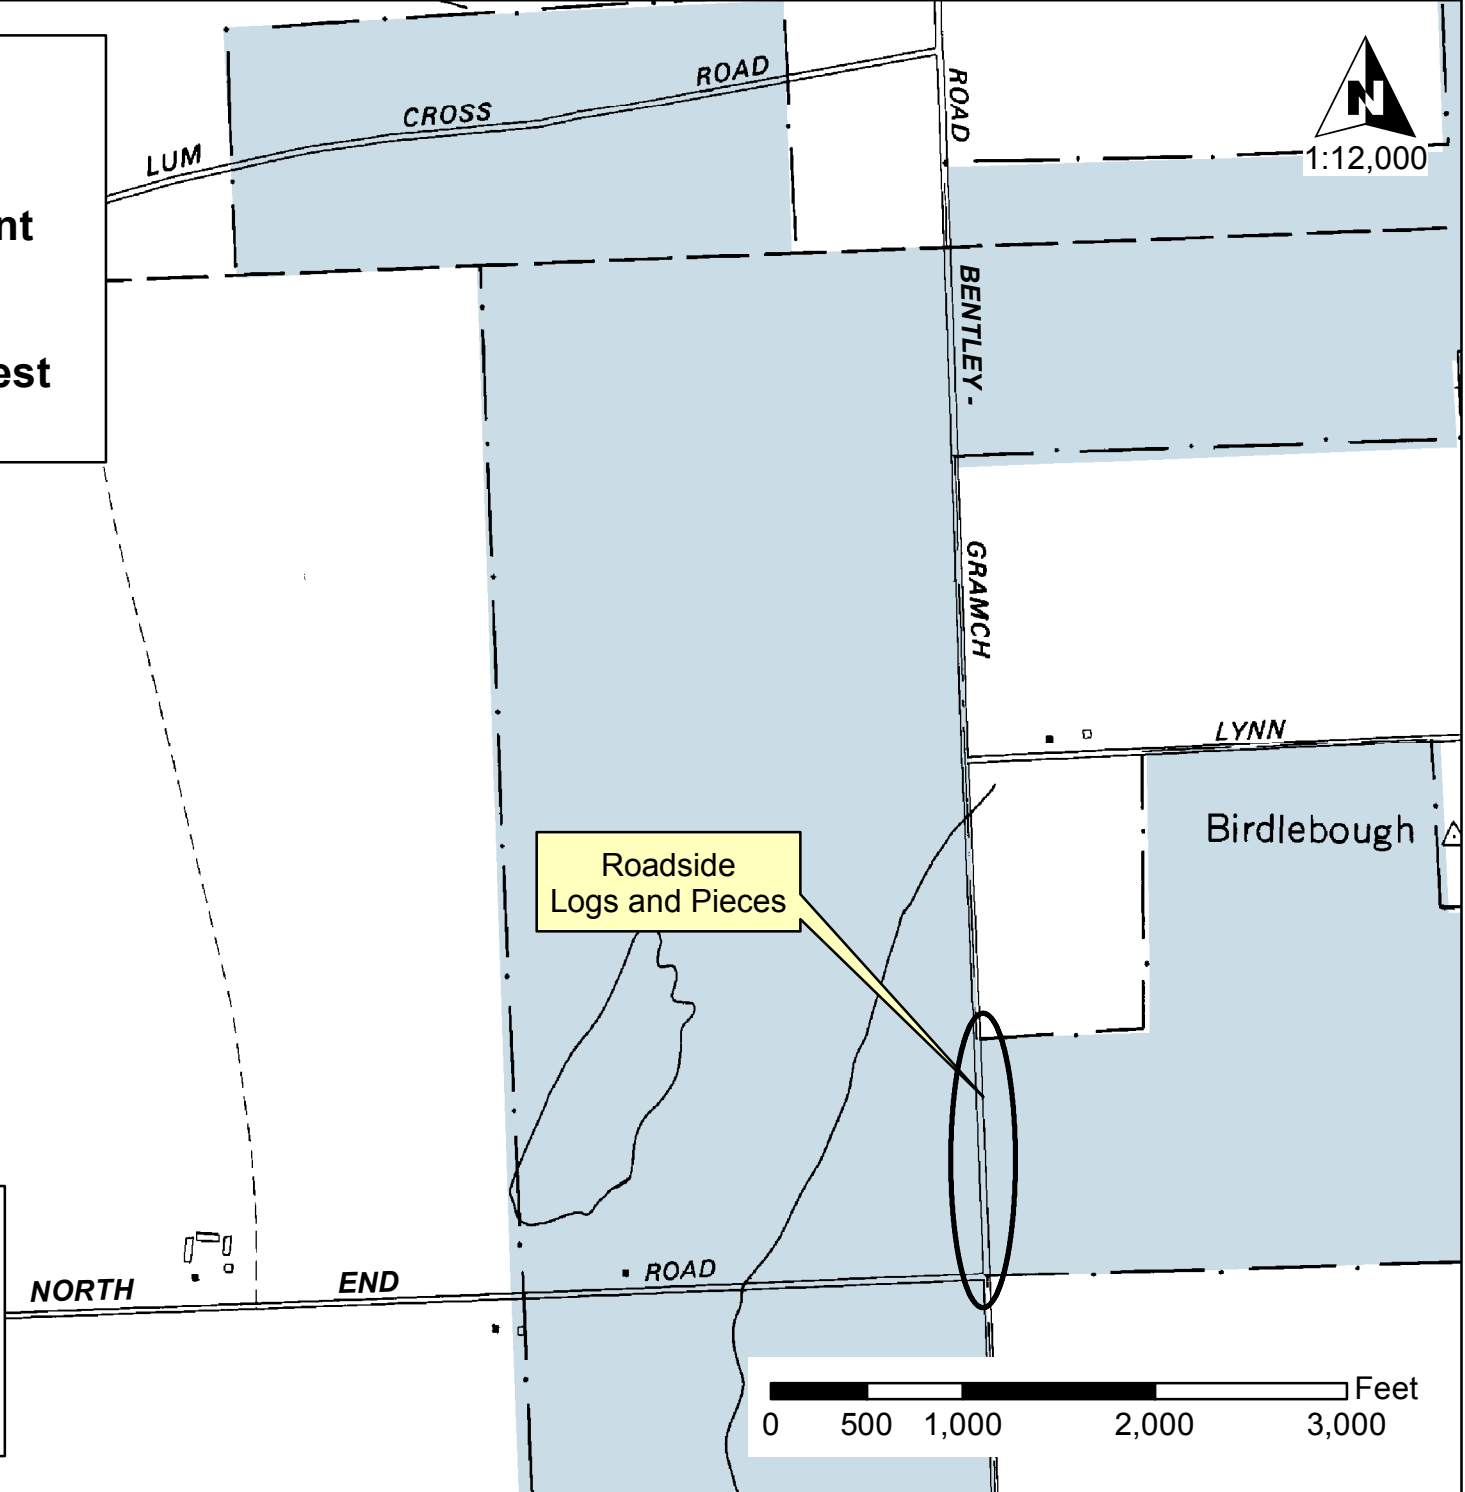 ROAD
ROAD
CROSS
LUM
N
1:12,000
nt
est
BENTLEY -
GRAMCH
LYNN
Birdlebough
Roadside
Logs and Pieces
ROAD
END
NORTH
Feet
0 500 1,000 2,000 3,000